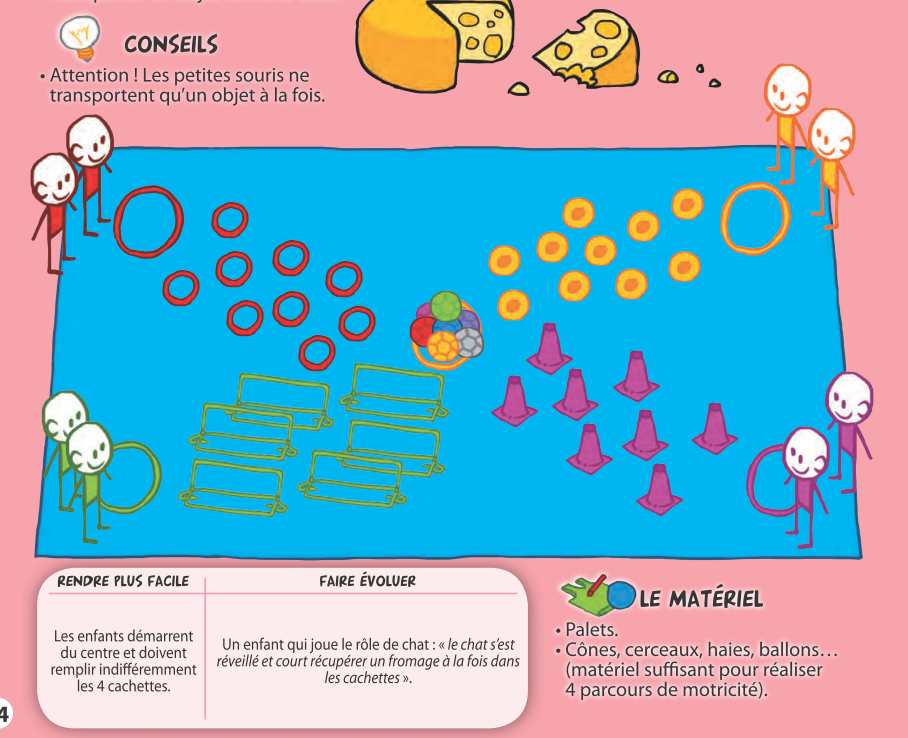 CONSEILS
• Attention ! Les petites souris ne
transportent qu'un objet à la fois.
RENDRE PLUS FACILE
Les enfants démarrent
du centre et doivent
remplir indifféremment
les 4 cachettes.
FAIRE ÉVOLUER
Un enfant qui joue le rôle de chat : « le chat s'est
réveillé et court récupérer un fromage à la fois dans
les cachettes ».
LE MATÉRIEL
• Palets.
• Cônes, cerceaux, haies, ballons…
(matériel suffisant pour réaliser
4 parcours de motricité).
4